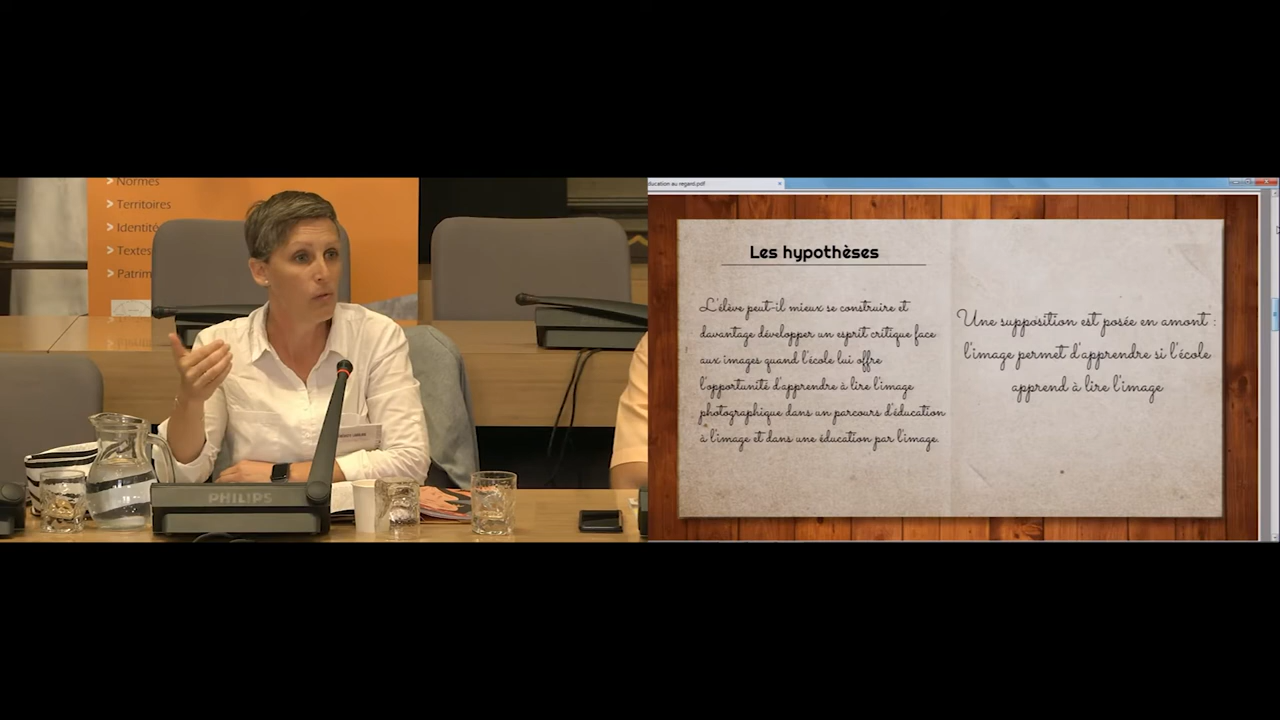 > Normes
> Territoires
> Identité
> Textes
> Patrim
PHILIPS
éducation au regard.pdf
Les hypothèses
L'élève peut-il mieux se construire et
davantage développer un esprit critique face
aux images quand l'école lui offre
l'opportunité d'apprendre à lire l'image
photographique dans un parcours d'éducation
à l'image et dans une éducation par l'image.
Une supposition est posée en amont :
l'image permet d'apprendre si l'école
apprend à lire l'image